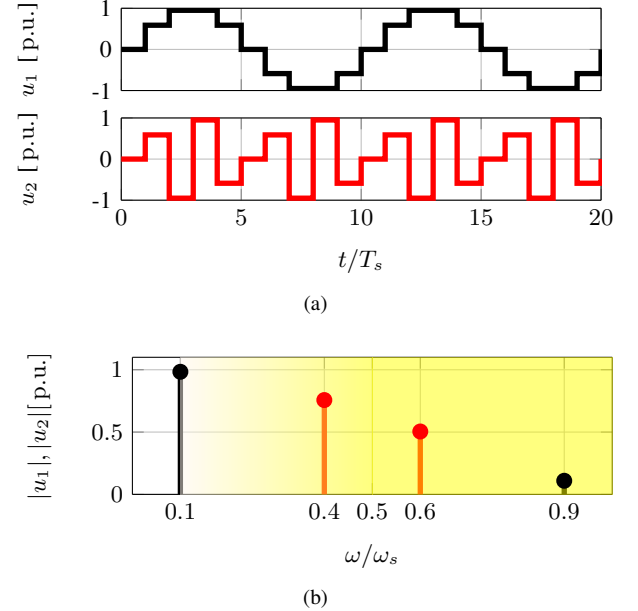 u₁ [p.u.]
1
0
-1
u₂ [p.u.]
1
0
-1
0 5 10 15 20
t/Tₛ
(a)
|u₁|, |u₂| [p.u.]
1
0.5
0
0.1 0.4 0.5 0.6 0.9
ω/ωₛ
(b)